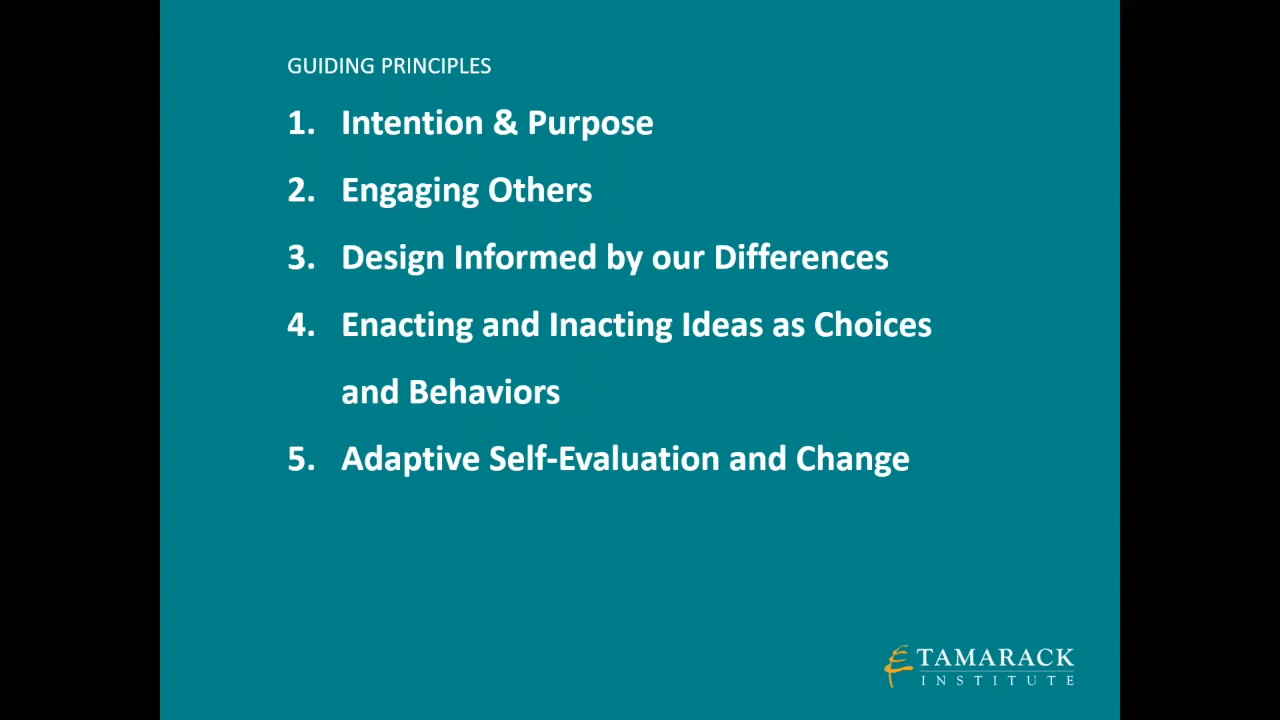 GUIDING PRINCIPLES
1. Intention & Purpose
2. Engaging Others
3. Design Informed by our Differences
4. Enacting and Inacting Ideas as Choices
and Behaviors
5. Adaptive Self-Evaluation and Change
TAMARACK
INSTITUTE